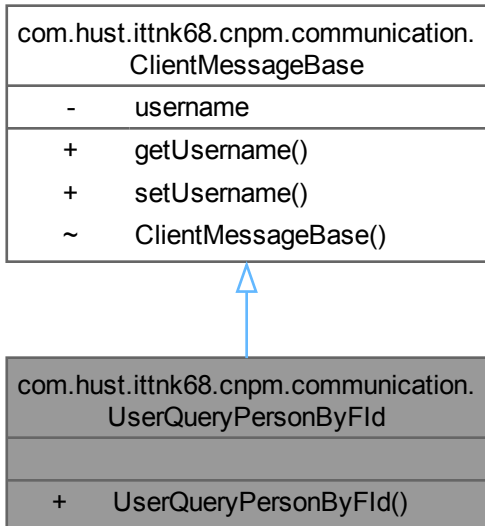 com.hust.ittnk68.cnpm.communication.
ClientMessageBase
- username
+ getUsername()
+ setUsername()
~ ClientMessageBase()
com.hust.ittnk68.cnpm.communication.
UserQueryPersonByFId
+ UserQueryPersonByFId()